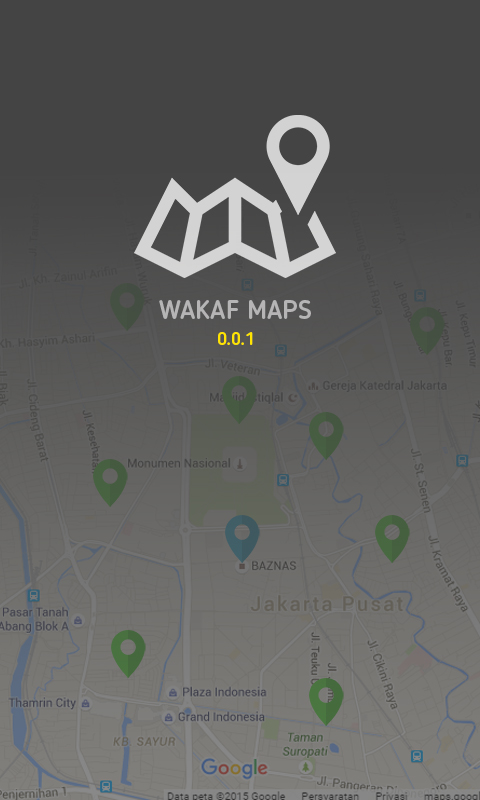 WAKAF MAPS
0.0.1
Jl. Kh. Zainul Arifin
Kh. Hasyim Ashari
Jl. Veteran
Gereja Katedral Jakarta
Masjid Istiqlal
Jl. Cideng Barat
Jl. Kesehatan
Monumen Nasional
Jl. St. Senen
Jl. Kramat Raya
BAZNAS
Jakarta Pusat
Pasar Tanah
Abang Blok A
Jl. Teuku
Jl. Cikini Raya
Plaza Indonesia
Thamrin City
Grand Indonesia
KB. SAYUR
Taman
Suropati
Google
Penjernihan 1
Jl. Pangeran
Data peta ©2015 Google Persyaratan Privasi maps.googl